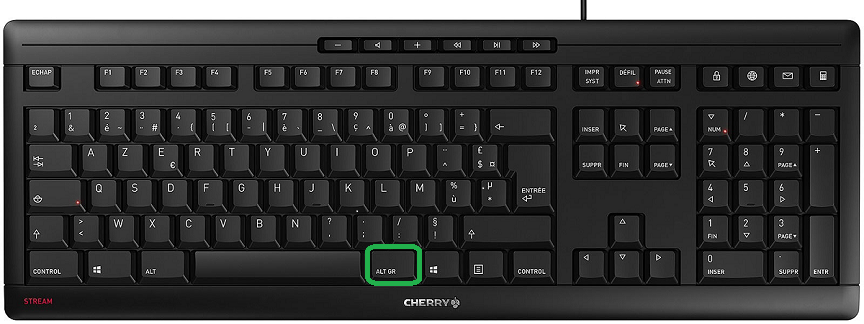 − +
ECHAP F1 F2 F3 F4 F5 F6 F7 F8 F9 F10 F11 F12 IMPR SYST DÉFIL PAUSE ATTN
² 1 & 2 é ~ 3 " # 4 ' { 5 ( [ 6 - | 7 è ` 8 _ \ 9 ç ^ 0 à @ ° ) ] + = } INSER PAGE NUM / * −
A Z E € R T Y U I O P ¨ ^ £ $ ¤ SUPPR FIN PAGE 7 8 9 PAGE +
Q S D F G H J K L M % ù µ * ENTRÉE 4 5 6
> < W X C V B N ? , . ; / : § ! 1 FIN 2 3 PAGE
CONTROL ALT ALT GR CONTROL 0 INSER . SUPPR ENTR
STREAM CHERRY